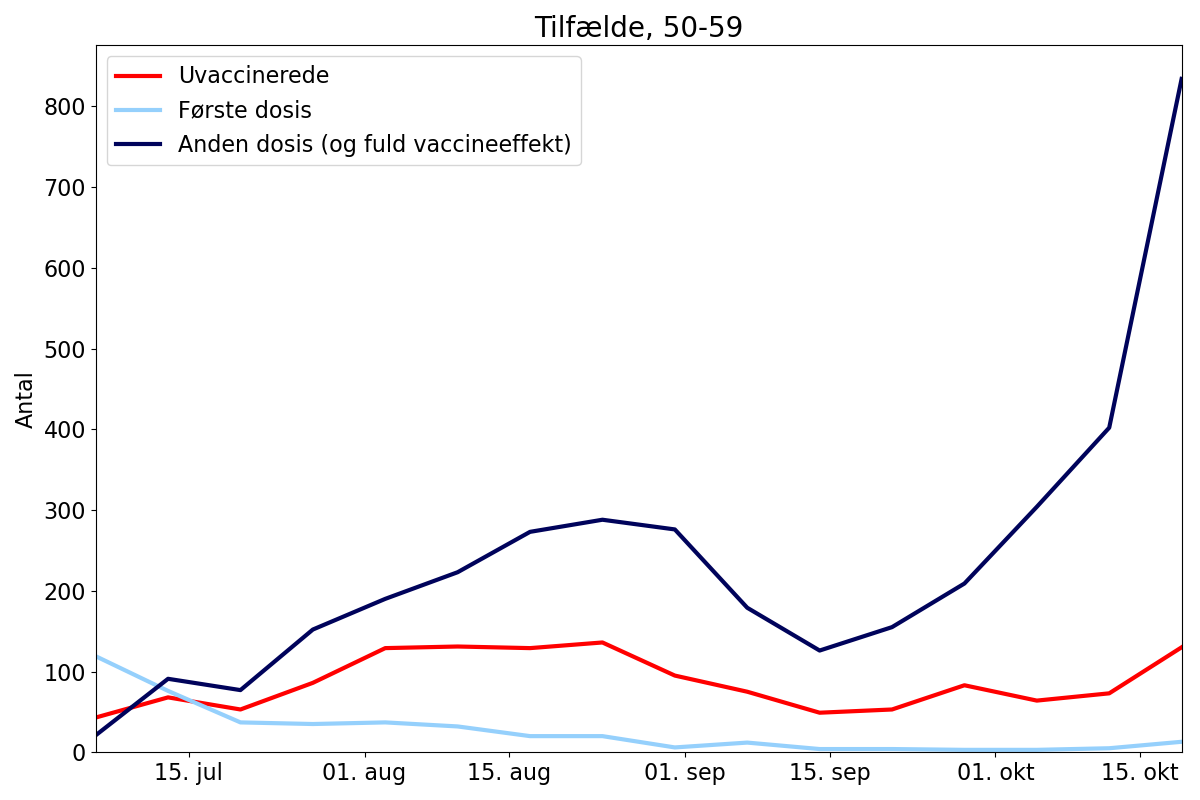 Tilfælde, 50-59
Uvaccinerede
Første dosis
Anden dosis (og fuld vaccineeffekt)
Antal
800
700
600
500
400
300
200
100
0
15. jul
01. aug
15. aug
01. sep
15. sep
01. okt
15. okt